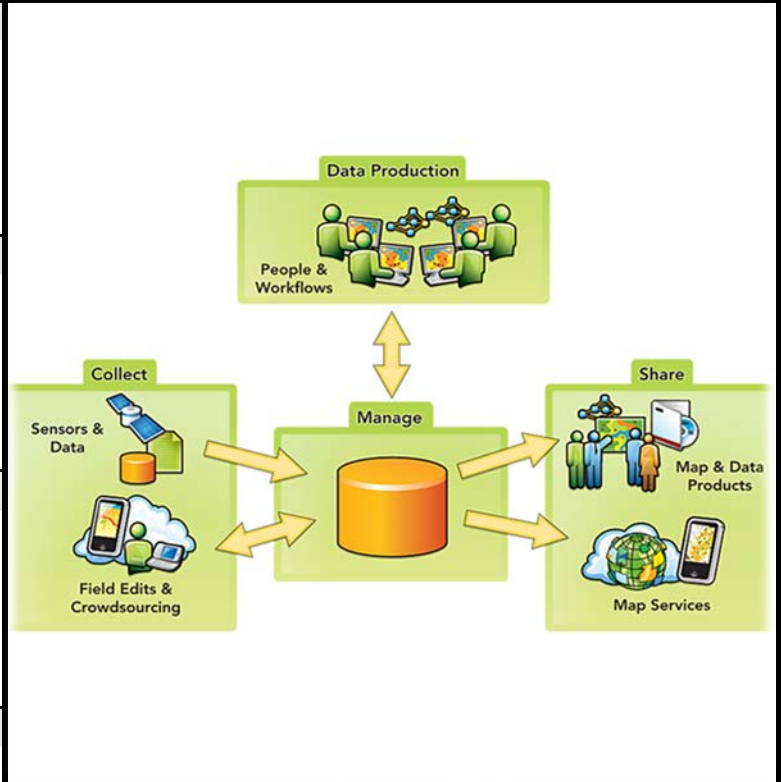 Data Production
People &
Workflows
Collect
Sensors &
Data
Field Edits &
Crowdsourcing
Manage
Share
Map & Data
Products
Map Services